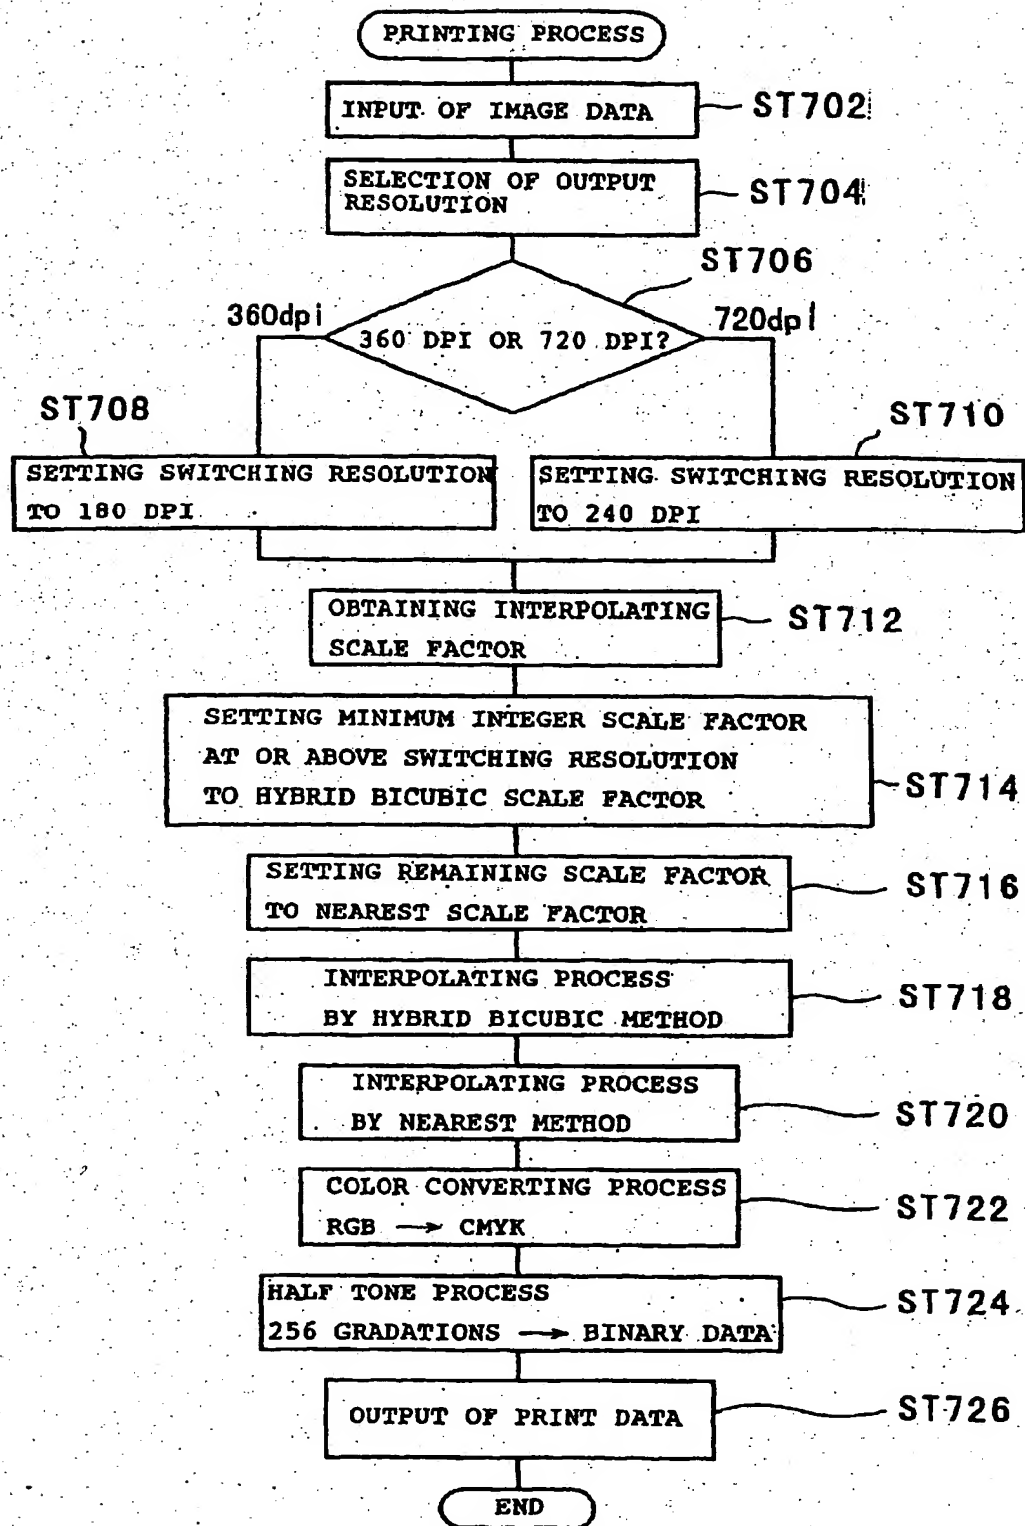 PRINTING PROCESS
INPUT OF IMAGE DATA
ST702
SELECTION OF OUTPUT
RESOLUTION
ST704
ST706
360dpi
720dpi
360 DPI OR 720 DPI?
ST708
ST710
SETTING SWITCHING RESOLUTION
TO 180 DPI
SETTING SWITCHING RESOLUTION
TO 240 DPI
OBTAINING INTERPOLATING
SCALE FACTOR
ST712
SETTING MINIMUM INTEGER SCALE FACTOR
AT OR ABOVE SWITCHING RESOLUTION
TO HYBRID BICUBIC SCALE FACTOR
ST714
SETTING REMAINING SCALE FACTOR
TO NEAREST SCALE FACTOR
ST716
INTERPOLATING PROCESS
BY HYBRID BICUBIC METHOD
ST718
INTERPOLATING PROCESS
BY NEAREST METHOD
ST720
COLOR CONVERTING PROCESS
RGB → CMYK
ST722
HALF TONE PROCESS
256 GRADATIONS → BINARY DATA
ST724
OUTPUT OF PRINT DATA
ST726
END